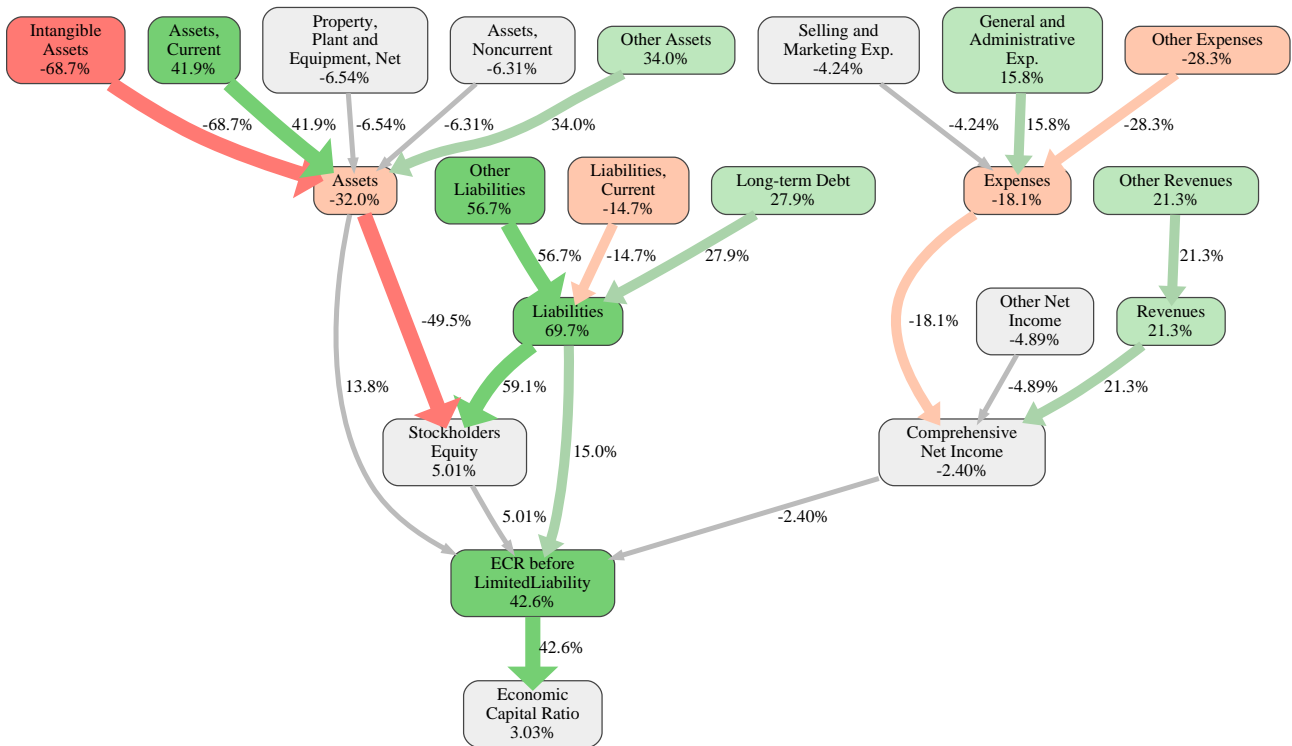 Intangible
Assets
-68.7%
Assets,
Current
41.9%
Property,
Plant and
Equipment, Net
-6.54%
Assets,
Noncurrent
-6.31%
Other Assets
34.0%
Selling and
Marketing Exp.
-4.24%
General and
Administrative
Exp.
15.8%
Other Expenses
-28.3%
-68.7%
41.9%
-6.54%
-6.31%
34.0%
-4.24%
15.8%
-28.3%
Assets
-32.0%
Other
Liabilities
56.7%
Liabilities,
Current
-14.7%
Long-term Debt
27.9%
Expenses
-18.1%
Other Revenues
21.3%
56.7%
-14.7%
27.9%
21.3%
Liabilities
69.7%
Other Net
Income
-4.89%
Revenues
21.3%
-49.5%
-18.1%
13.8%
59.1%
-4.89%
21.3%
Stockholders
Equity
5.01%
15.0%
Comprehensive
Net Income
-2.40%
5.01%
-2.40%
ECR before
LimitedLiability
42.6%
42.6%
Economic
Capital Ratio
3.03%